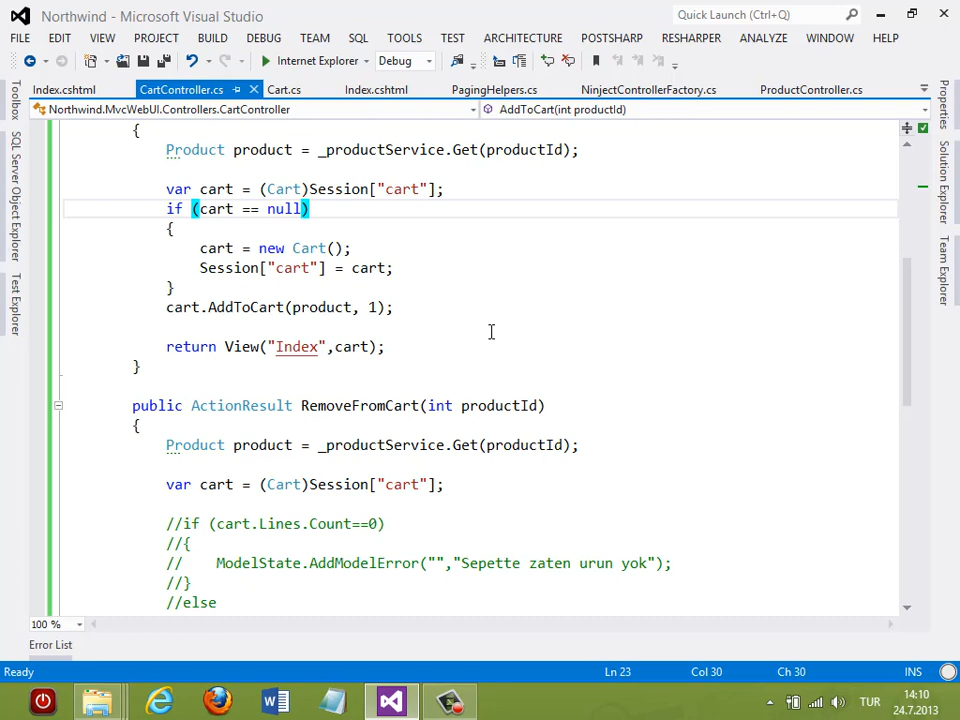 Northwind - Microsoft Visual Studio
Quick Launch (Ctrl+Q)
FILE EDIT VIEW PROJECT BUILD DEBUG TEAM SQL TOOLS TEST ARCHITECTURE POSTSHARP RESHARPER ANALYZE WINDOW HELP
Internet Explorer Debug
Index.cshtml CartController.cs Cart.cs Index.cshtml PagingHelpers.cs NinjectControllerFactory.cs ProductController.cs
Northwind.MvcWebUI.Controllers.CartController AddToCart(int productId)
Toolbox
SQL Server Object Explorer
Test Explorer
Properties
Solution Explorer
Team Explorer
{
Product product = _productService.Get(productId);
var cart = (Cart)Session["cart"];
if (cart == null)
{
cart = new Cart();
Session["cart"] = cart;
}
cart.AddToCart(product, 1);
return View("Index",cart);
}
public ActionResult RemoveFromCart(int productId)
{
Product product = _productService.Get(productId);
var cart = (Cart)Session["cart"];
//if (cart.Lines.Count==0)
//{
//    ModelState.AddModelError("","Sepette zaten urun yok");
//}
//else
100 %
Error List
Ready Ln 23 Col 30 Ch 30 INS
TUR
14:10
24.7.2013